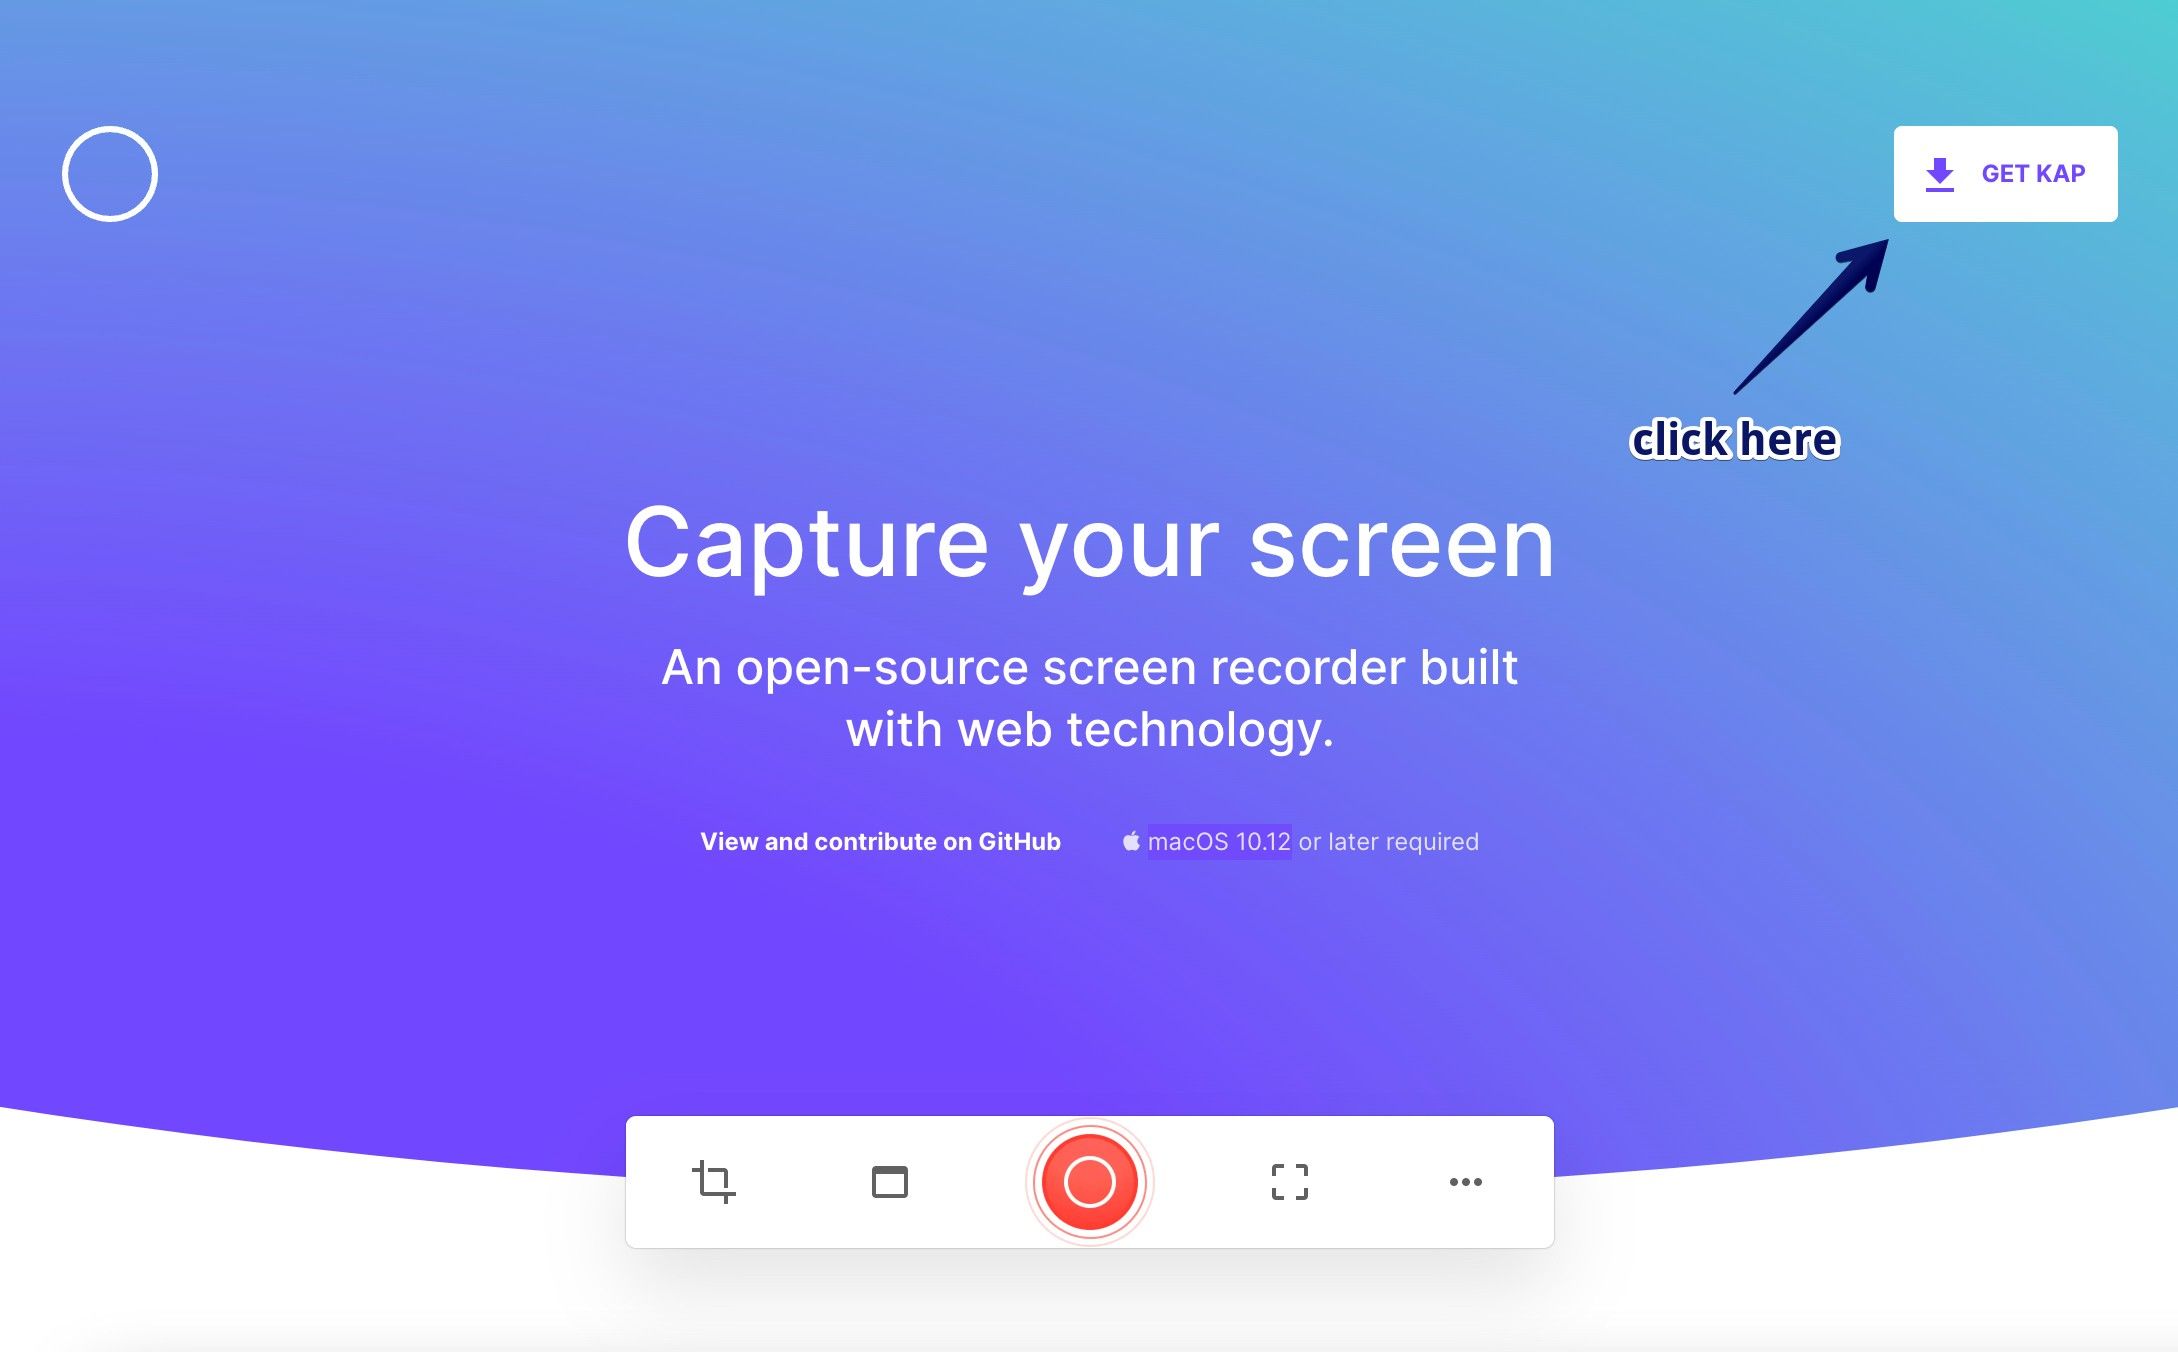 GET KAP
click here
Capture your screen
An open-source screen recorder built
with web technology.
View and contribute on GitHub
macOS 10.12 or later required